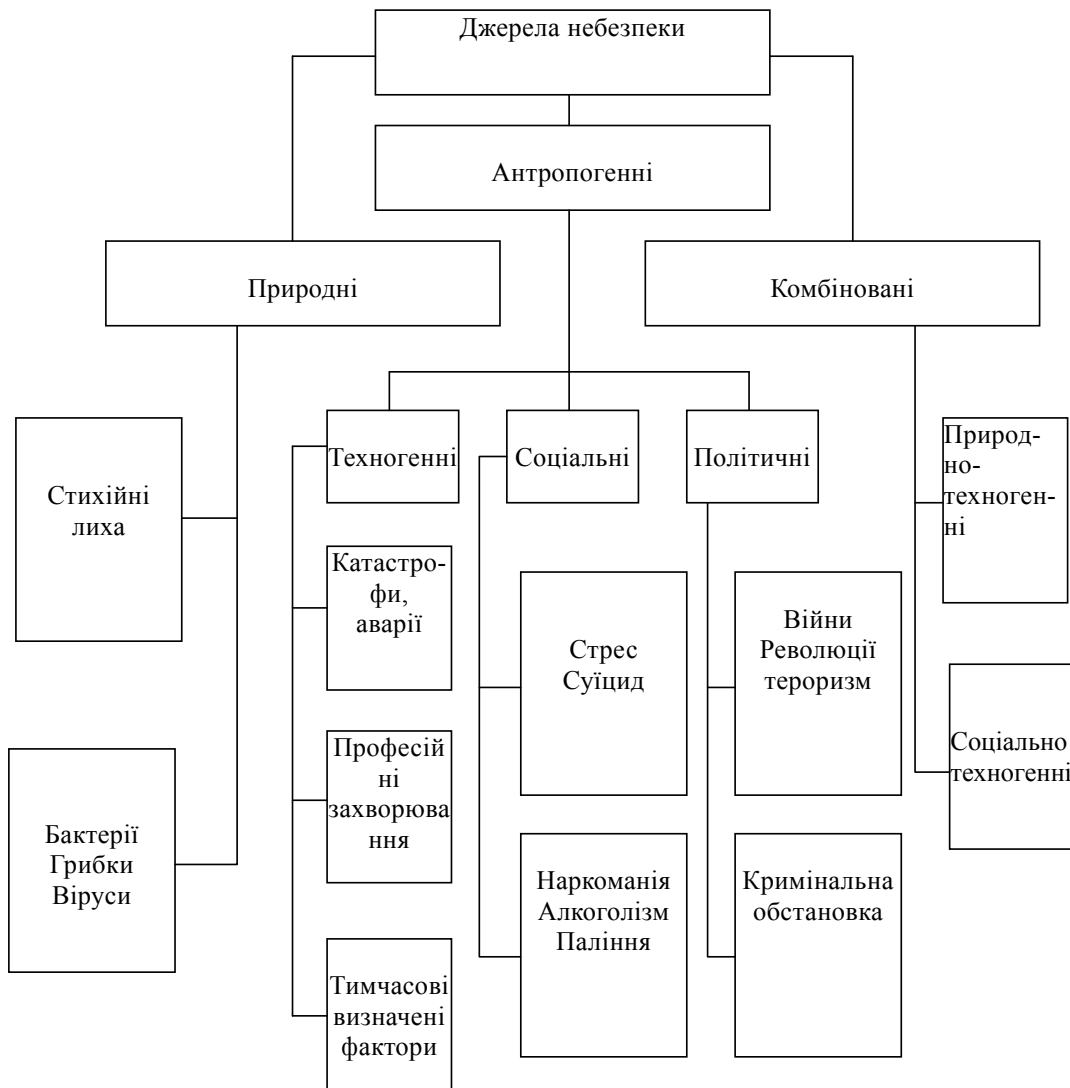 Джерела небезпеки
Антропогенні
Природні
Комбіновані
Техногенні
Соціальні
Політичні
Природ-
но-
техноген-
ні
Стихійні
лиха
Катастро-
фи,
аварії
Стрес
Суїцид
Війни
Революції
тероризм
Соціально
техногенні
Професій
ні
захворюва
ння
Бактерії
Грибки
Віруси
Наркоманія
Алкоголізм
Паління
Кримінальна
обстановка
Тимчасові
визначені
фактори